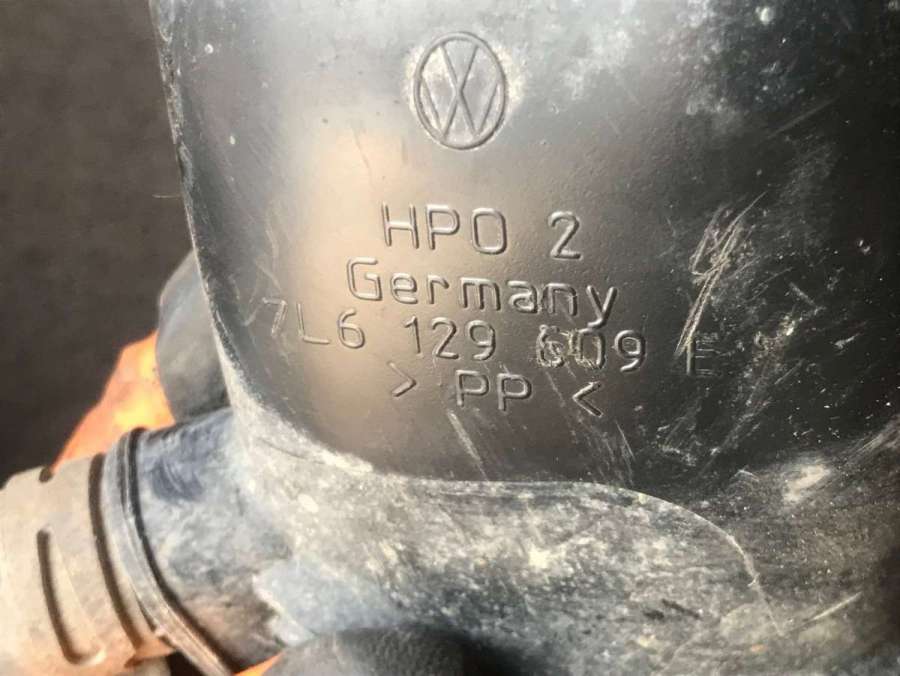 HPO 2
Germany
7L6 129 609 E
> PP <